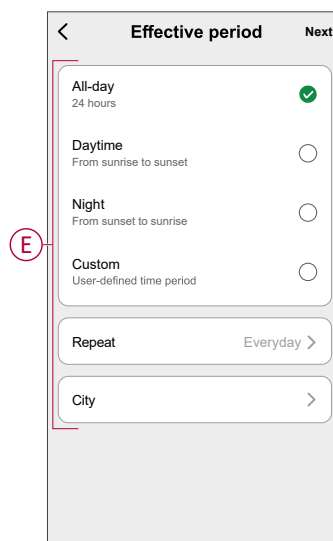 Effective period Next
All-day
24 hours
Daytime
From sunrise to sunset
Night
From sunset to sunrise
E
Custom
User-defined time period
Repeat Everyday
City